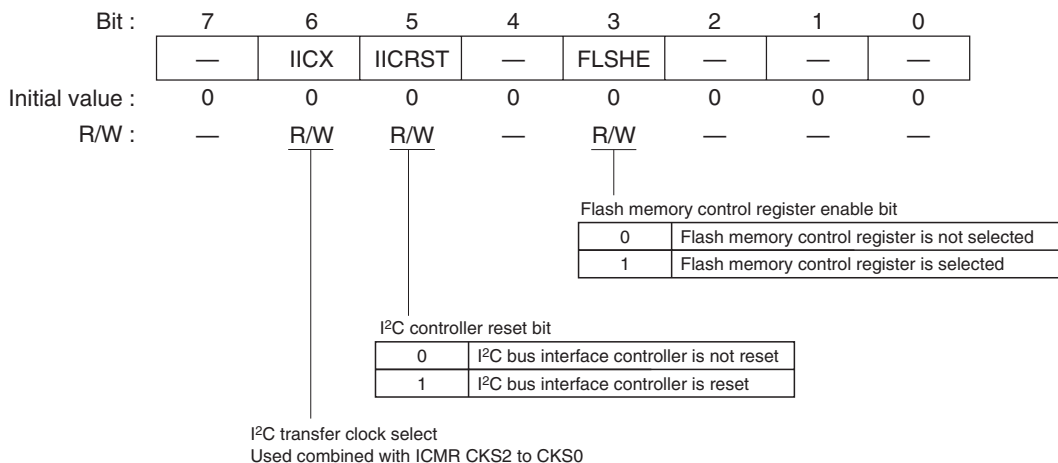 Bit : 7 6 5 4 3 2 1 0
— IICX IICRST — FLSHE — — —
Initial value : 0 0 0 0 0 0 0 0
R/W : — R/W R/W — R/W — — —
Flash memory control register enable bit
0 Flash memory control register is not selected
1 Flash memory control register is selected
I²C controller reset bit
0 I²C bus interface controller is not reset
1 I²C bus interface controller is reset
I²C transfer clock select
Used combined with ICMR CKS2 to CKS0